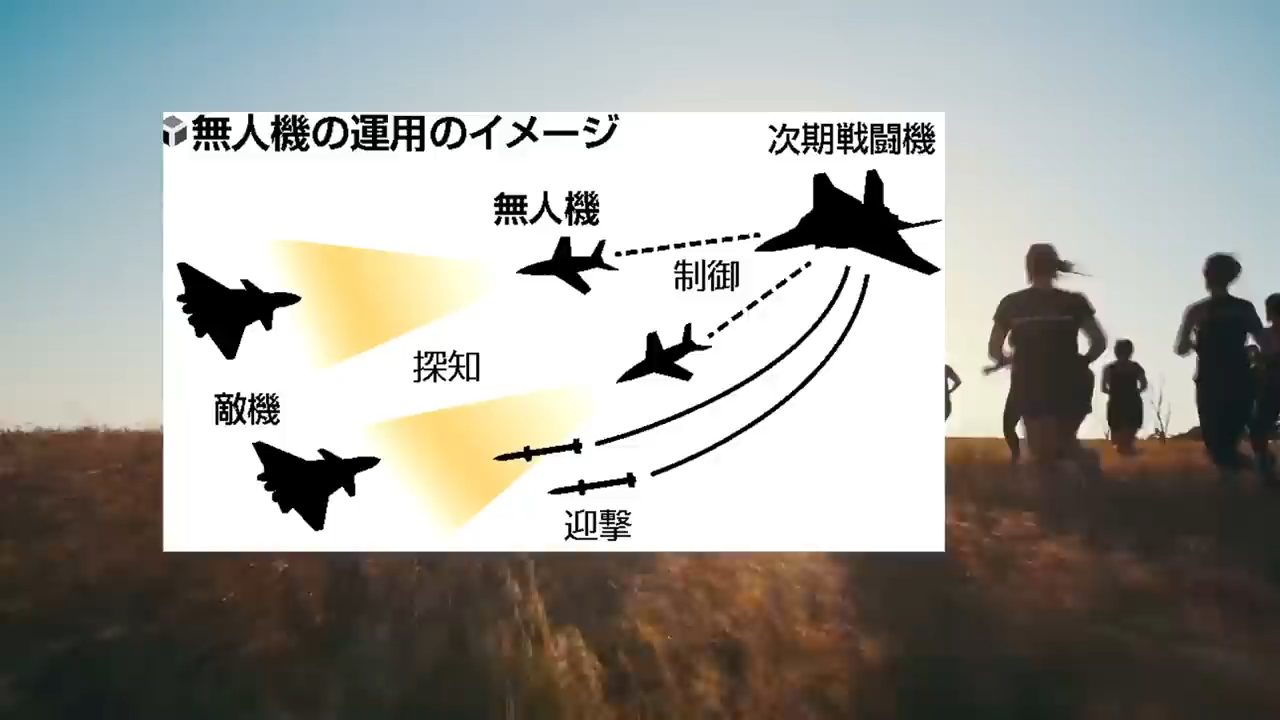 無人機の運用のイメージ
次期戦闘機
無人機
制御
探知
敵機
迎撃